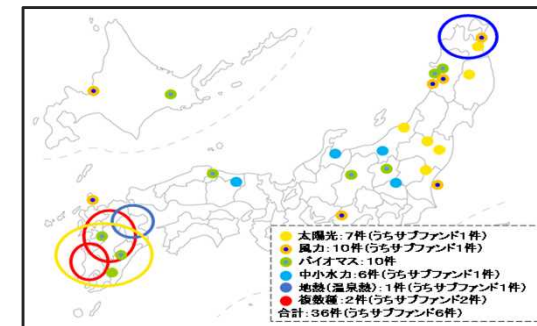 太陽光:7件(うちサブファンド1件)
風力:10件(うちサブファンド1件)
バイオマス:10件
中小水力:6件(うちサブファンド1件)
地熱(温泉熱):1件(うちサブファンド1件)
複数種:2件(うちサブファンド2件)
合計:36件(うちサブファンド6件)